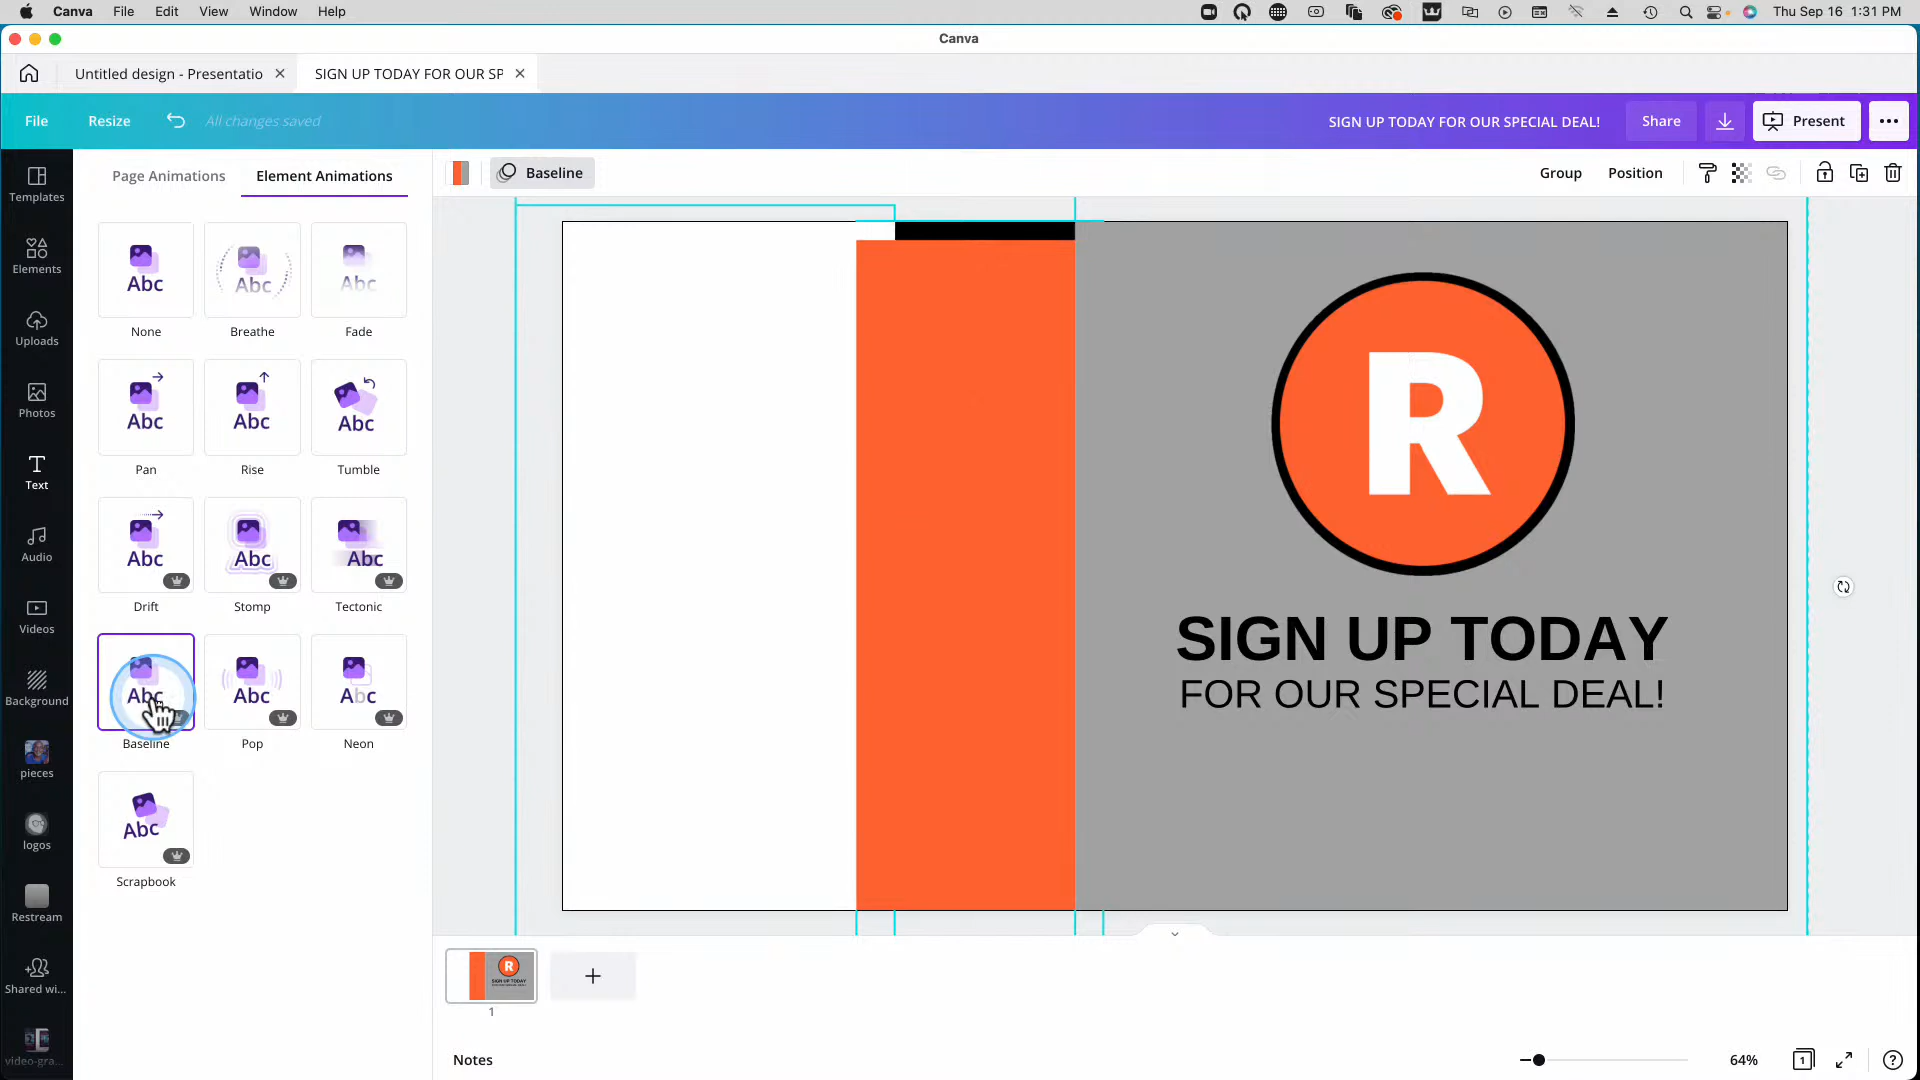 Canva File Edit View Window Help Thu Sep 16 1:31 PM
Canva
Untitled design - Presentatio SIGN UP TODAY FOR OUR SP
File Resize All changes saved SIGN UP TODAY FOR OUR SPECIAL DEAL! Share Present
Templates
Elements
Uploads
Photos
Text
Audio
Videos
Background
pieces
logos
Restream
Shared wi...
video-gra...
Page Animations Element Animations
Abc Abc Abc
None Breathe Fade
Abc Abc Abc
Pan Rise Tumble
Abc Abc Abc
Drift Stomp Tectonic
Abc Abc Abc
Baseline Pop Neon
Abc
Scrapbook
Baseline Group Position
R
SIGN UP TODAY
FOR OUR SPECIAL DEAL!
R
SIGN UP TODAY
1
Notes 64% 1 ?